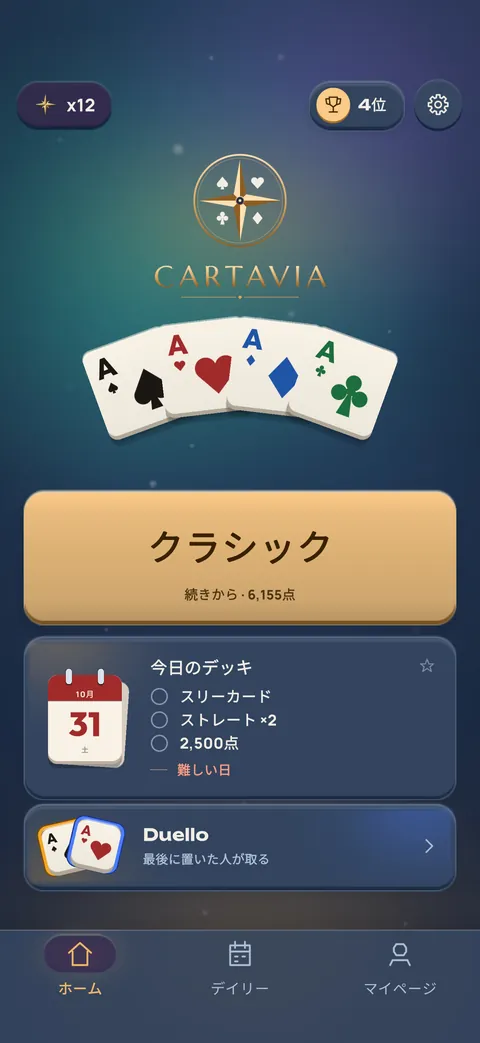 x12
4位
CARTAVIA
A
A
A
A
クラシック
続きから · 6,155点
今日のデッキ
10月
31
土
スリーカード
ストレート ×2
2,500点
難しい日
A
A
Duello
最後に置いた人が取る
ホーム
デイリー
マイページ